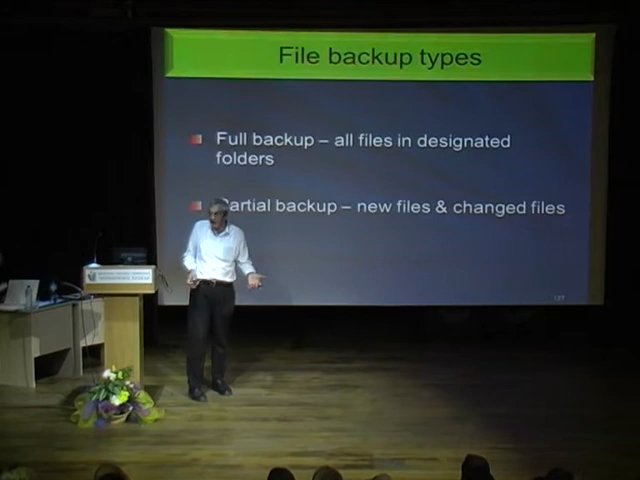 File backup types
Full backup – all files in designated
folders
Partial backup – new files & changed files